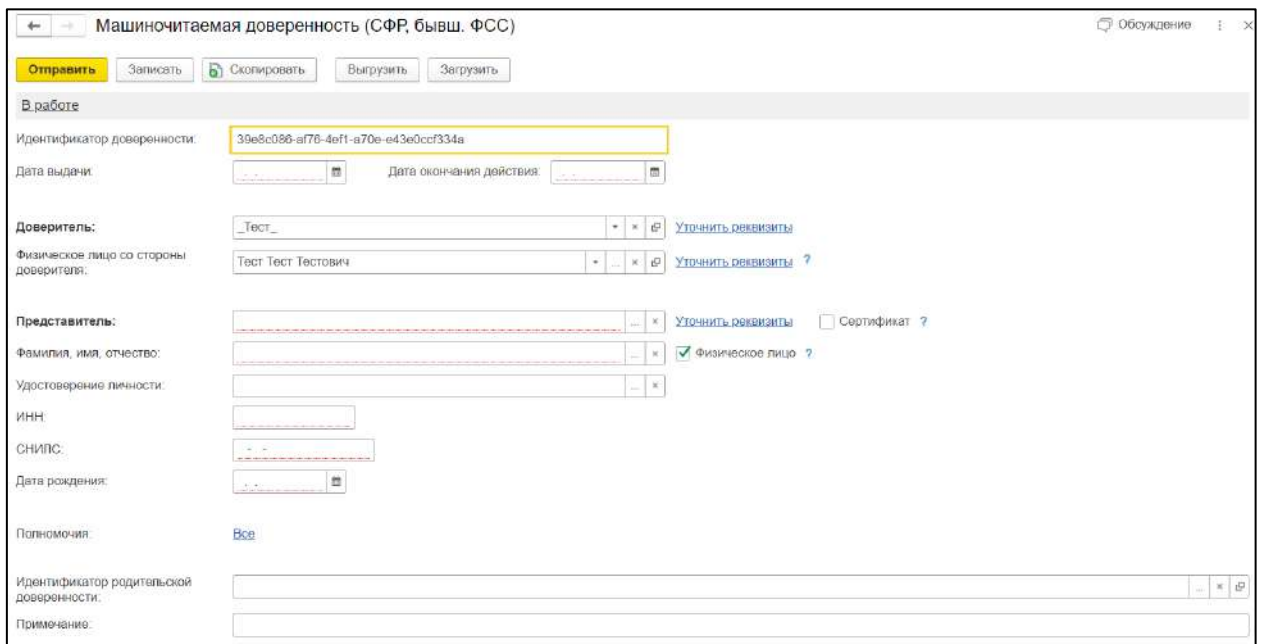 Машиночитаемая доверенность (СФР, бывш. ФСС) Обсуждение
Отправить Записать Скопировать Выгрузить Загрузить
В работе
Идентификатор доверенности: 39e8c086-af76-4ef1-a70e-e43e0ccf334a
Дата выдачи: . . Дата окончания действия: . .
Доверитель: _Тест_ Уточнить реквизиты
Физическое лицо со стороны
доверителя: Тест Тест Тестович Уточнить реквизиты ?
Представитель: Уточнить реквизиты Сертификат ?
Фамилия, имя, отчество: Физическое лицо ?
Удостоверение личности:
ИНН:
СНИЛС: - -
Дата рождения: . .
Полномочия: Все
Идентификатор родительской
доверенности:
Примечание: